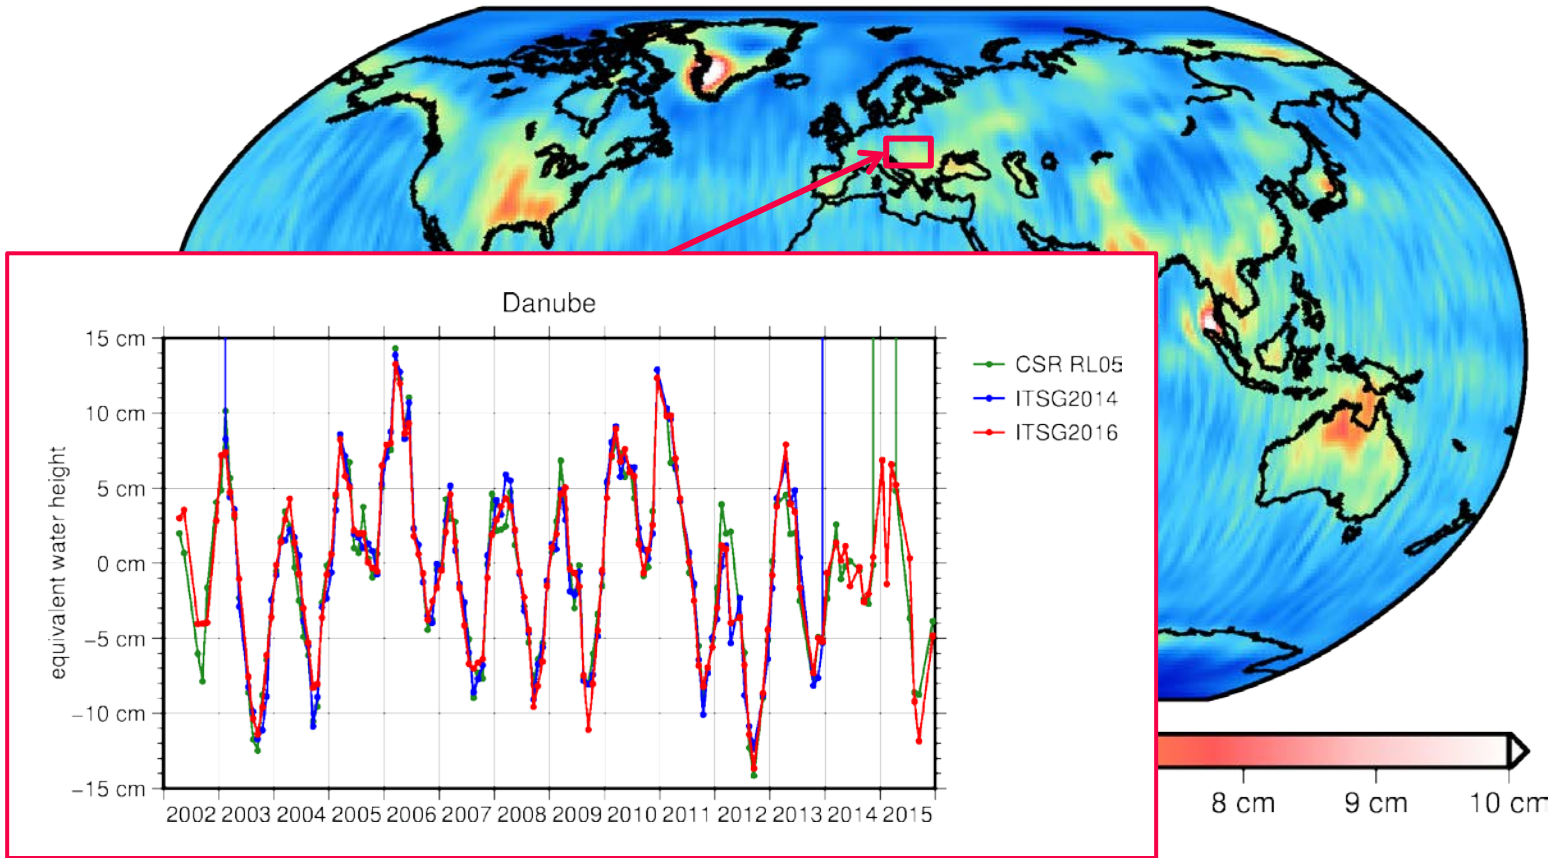 Danube
15 cm
10 cm
5 cm
0 cm
−5 cm
−10 cm
−15 cm
equivalent water height
2002 2003 2004 2005 2006 2007 2008 2009 2010 2011 2012 2013 2014 2015
CSR RL05
ITSG2014
ITSG2016
8 cm 9 cm 10 cm